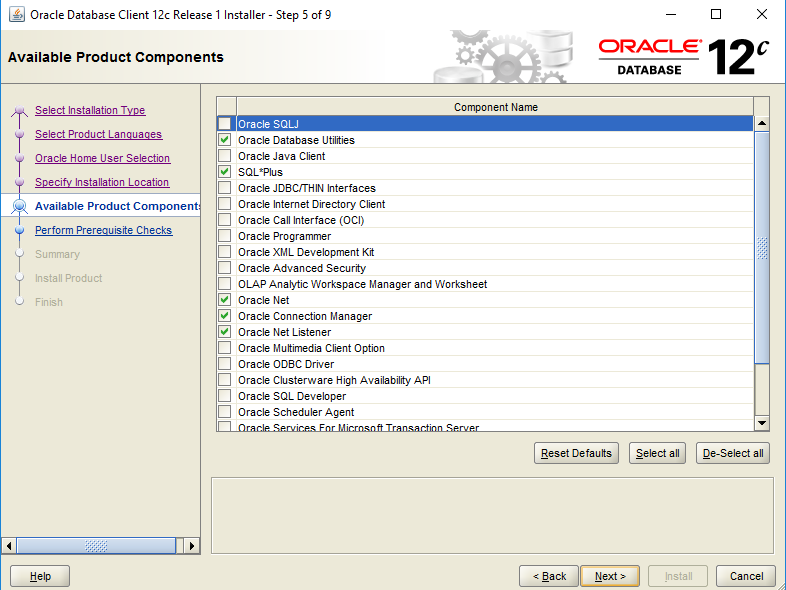 Oracle Database Client 12c Release 1 Installer - Step 5 of 9
Available Product Components
ORACLE®
DATABASE
12c
Select Installation Type
Select Product Languages
Oracle Home User Selection
Specify Installation Location
Available Product Components
Perform Prerequisite Checks
Summary
Install Product
Finish
Component Name
Oracle SQLJ
Oracle Database Utilities
Oracle Java Client
SQL*Plus
Oracle JDBC/THIN Interfaces
Oracle Internet Directory Client
Oracle Call Interface (OCI)
Oracle Programmer
Oracle XML Development Kit
Oracle Advanced Security
OLAP Analytic Workspace Manager and Worksheet
Oracle Net
Oracle Connection Manager
Oracle Net Listener
Oracle Multimedia Client Option
Oracle ODBC Driver
Oracle Clusterware High Availability API
Oracle SQL Developer
Oracle Scheduler Agent
Oracle Services For Microsoft Transaction Server
Reset Defaults
Select all
De-Select all
Help
< Back
Next >
Install
Cancel